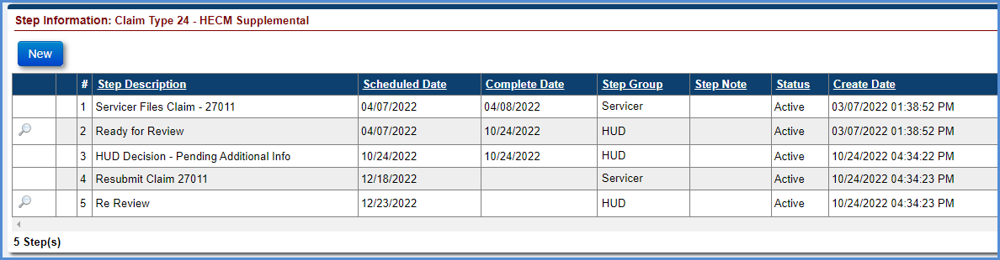 Step Information: Claim Type 24 - HECM Supplemental
New
# Step Description Scheduled Date Complete Date Step Group Step Note Status Create Date
1 Servicer Files Claim - 27011 04/07/2022 04/08/2022 Servicer Active 03/07/2022 01:38:52 PM
2 Ready for Review 04/07/2022 10/24/2022 HUD Active 03/07/2022 01:38:52 PM
3 HUD Decision - Pending Additional Info 10/24/2022 10/24/2022 HUD Active 10/24/2022 04:34:22 PM
4 Resubmit Claim 27011 12/18/2022 Servicer Active 10/24/2022 04:34:23 PM
5 Re Review 12/23/2022 HUD Active 10/24/2022 04:34:23 PM
5 Step(s)